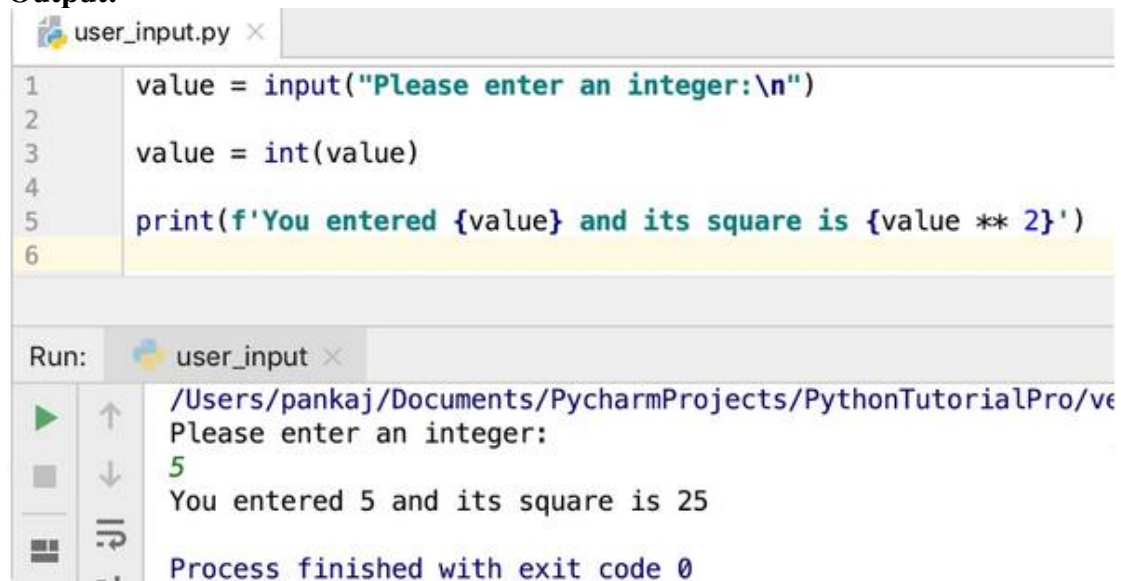 Output:
user_input.py
1 value = input("Please enter an integer:\n")
2
3 value = int(value)
4
5 print(f'You entered {value} and its square is {value ** 2}')
6
Run: user_input
/Users/pankaj/Documents/PycharmProjects/PythonTutorialPro/ve
Please enter an integer:
5
You entered 5 and its square is 25
Process finished with exit code 0